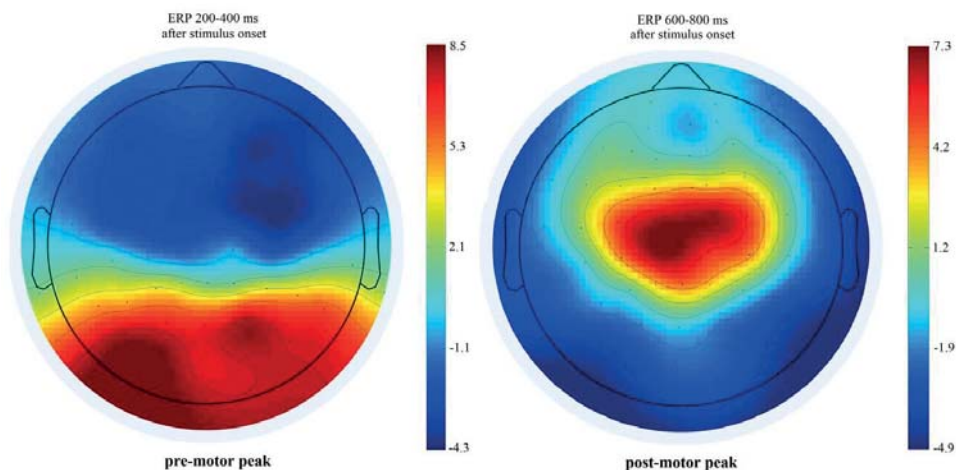 ERP 200-400 ms
after stimulus onset
8.5
5.3
2.1
-1.1
-4.3
pre-motor peak
ERP 600-800 ms
after stimulus onset
7.3
4.2
1.2
-1.9
-4.9
post-motor peak